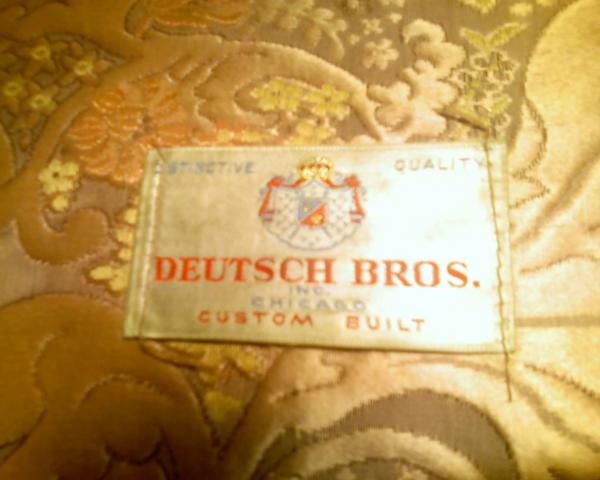 DISTINCTIVE QUALITY
DEUTSCH BROS.
INC.
CHICAGO
CUSTOM BUILT